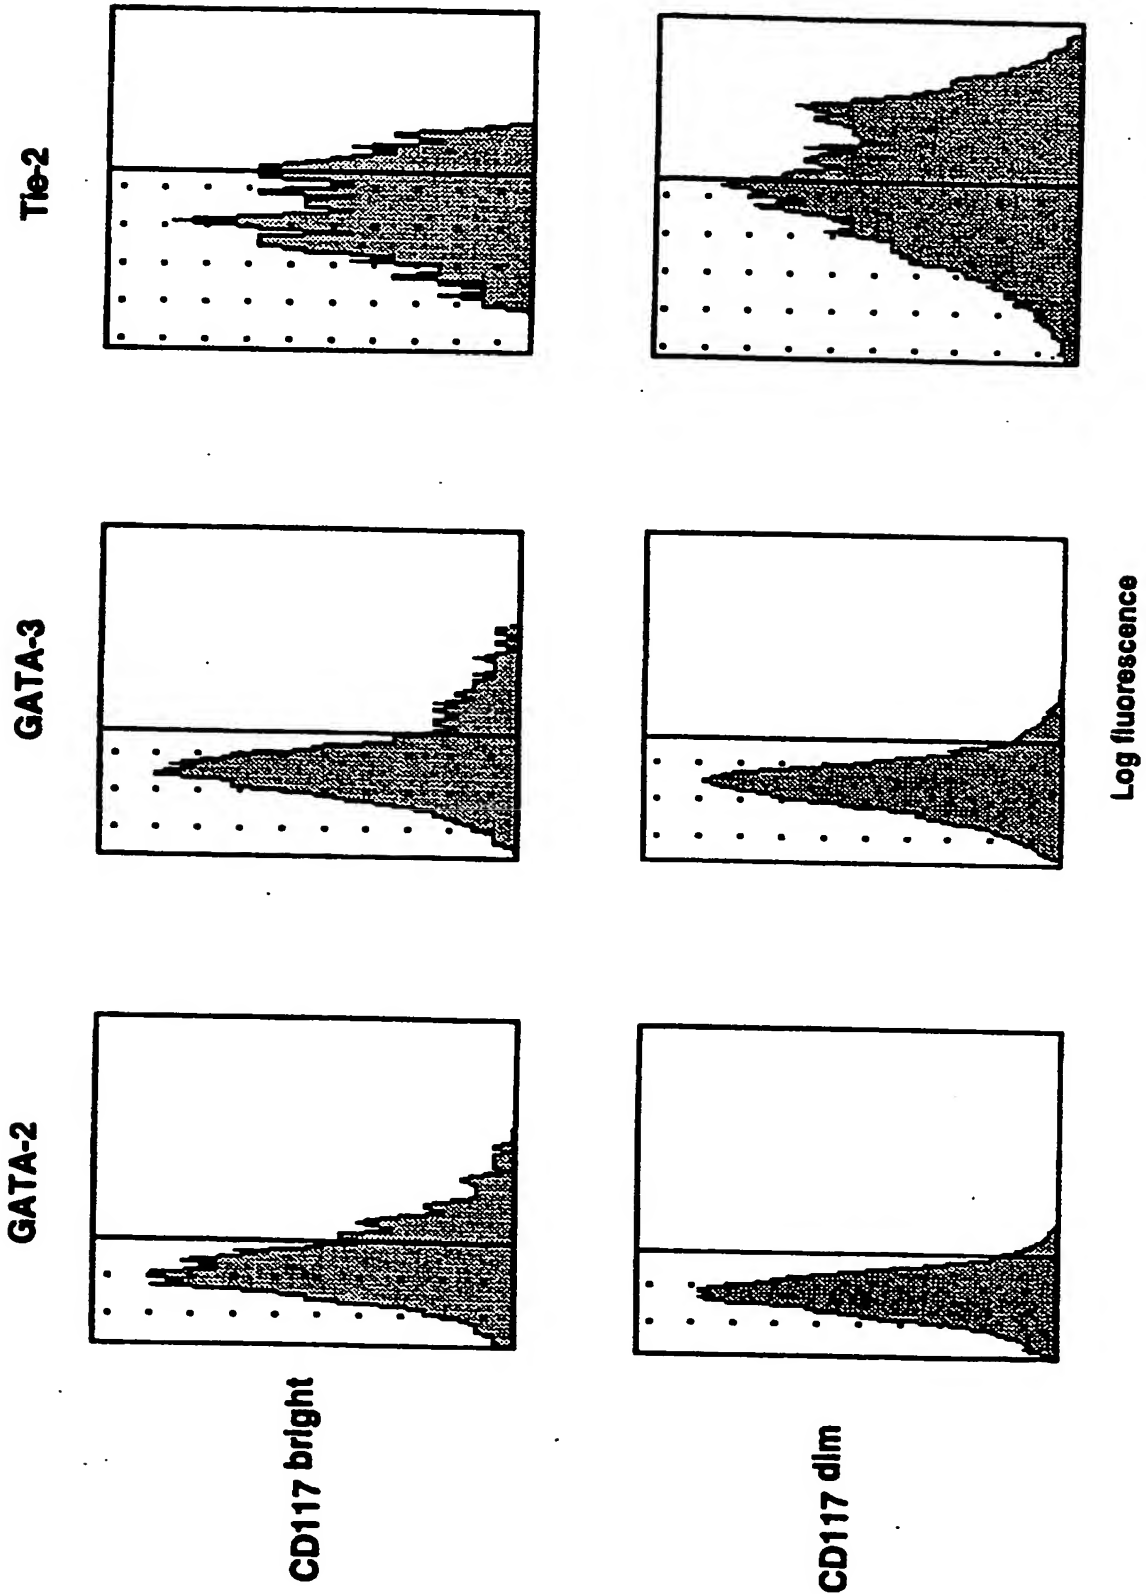 GATA-2
GATA-3
Tie-2
CD117 bright
CD117 dim
Log fluorescence